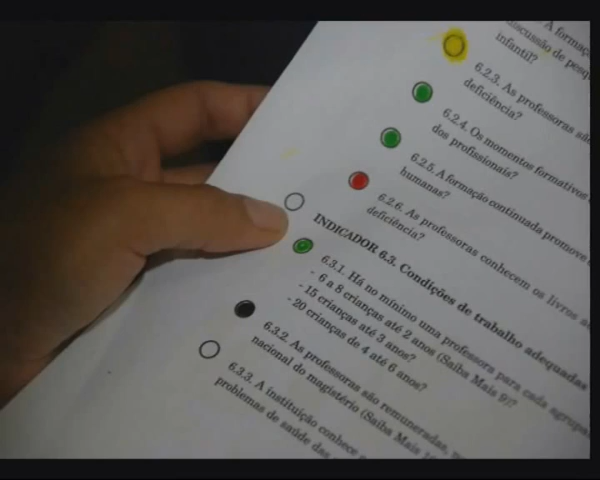 A formaç
discussão de pesq
infantil?
6.2.3. As professoras são
deficiência?
6.2.4. Os momentos formativos
dos profissionais?
6.2.5. A formação continuada promove
humanas?
6.2.6. As professoras conhecem os livros
deficiência?
INDICADOR 6.3. Condições de trabalho adequadas
6.3.1. Há no mínimo uma professora para cada agrupa
- 6 a 8 crianças até 2 anos (Saiba Mais 9)?
- 15 crianças até 3 anos?
- 20 crianças de 4 até 6 anos?
6.3.2. As professoras são remuneradas,
nacional do magistério (Saiba Mais
6.3.3. A instituição conhece
problemas de saúde das